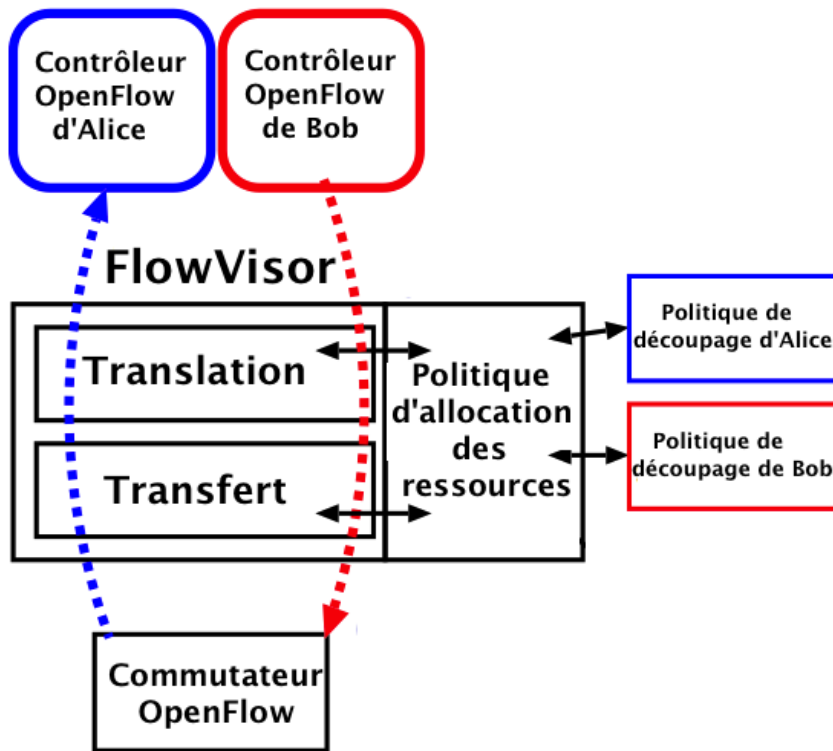 Contrôleur
OpenFlow
d'Alice
Contrôleur
OpenFlow
de Bob
FlowVisor
Translation
Transfert
Politique
d'allocation
des
ressources
Politique de
découpage d'Alice
Politique de
découpage de Bob
Commutateur
OpenFlow